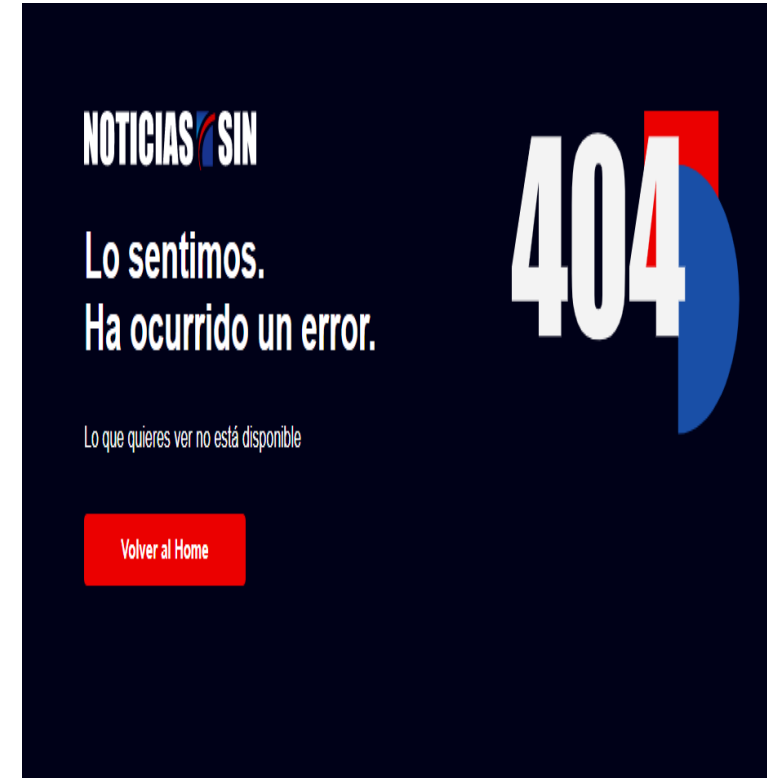 NOTICIAS SIN
404
Lo sentimos.
Ha ocurrido un error.
Lo que quieres ver no está disponible
Volver al Home